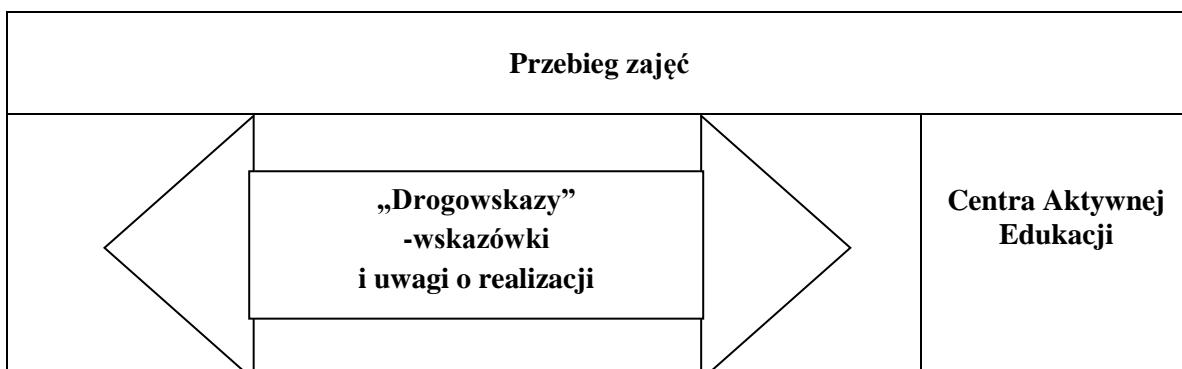 Przebieg zajęć
„Drogowskazy”
-wskazówki
i uwagi o realizacji
Centra Aktywnej
Edukacji